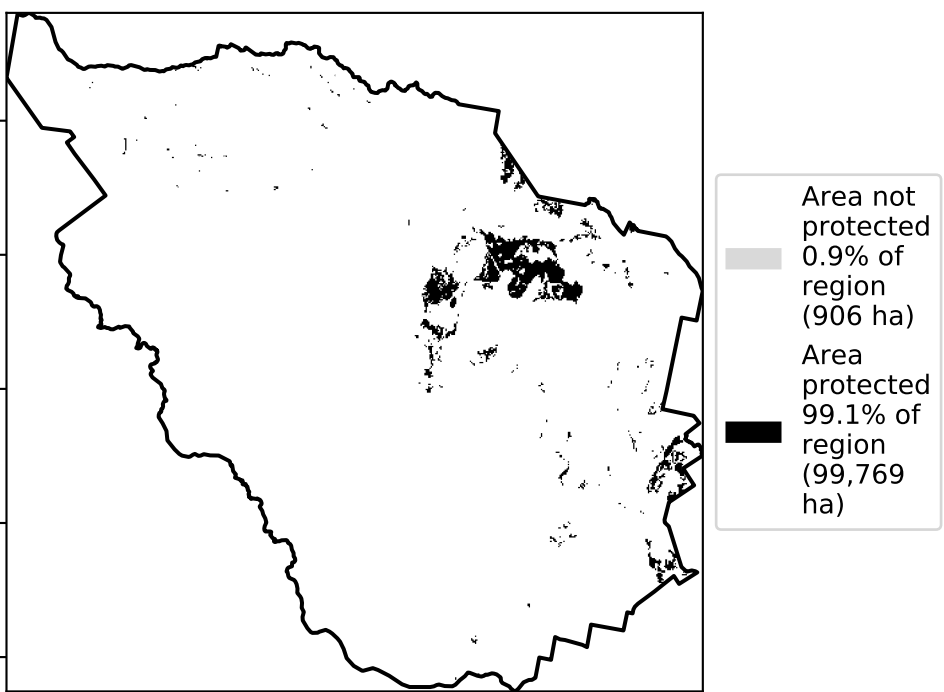 Area not
protected
0.9% of
region
(906 ha)
Area
protected
99.1% of
region
(99,769
ha)